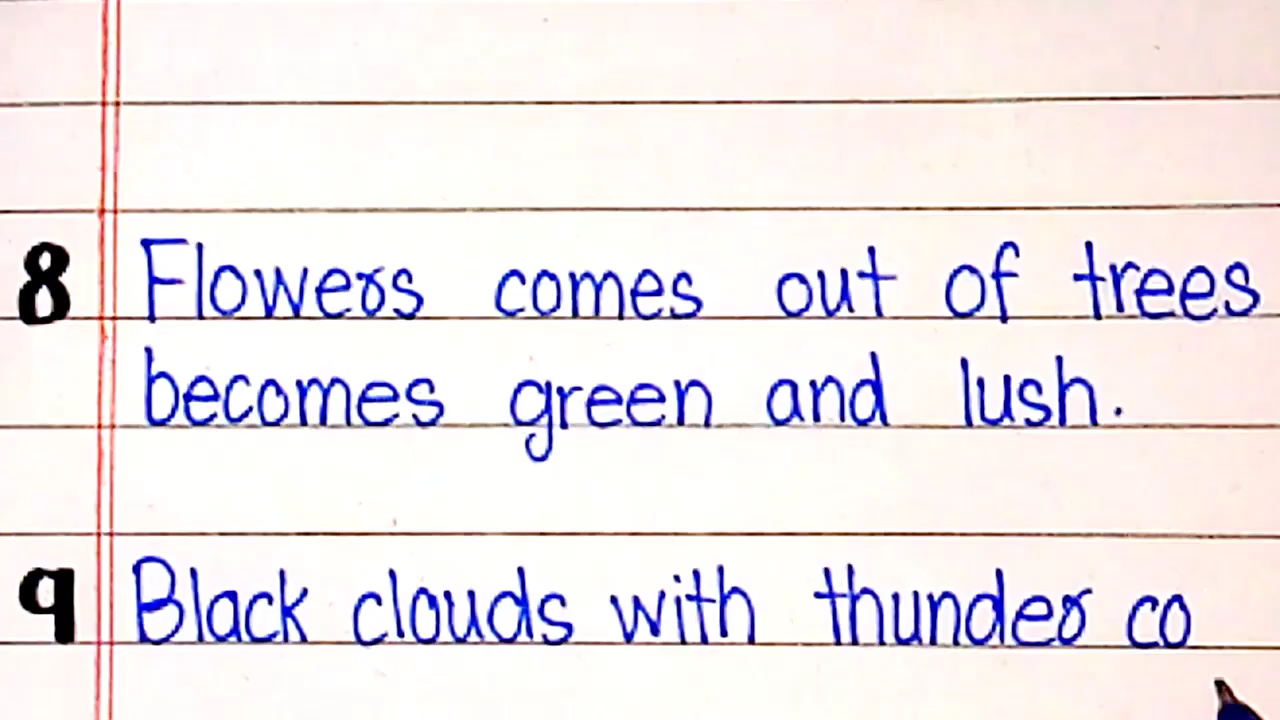 8 Flowers comes out of trees
becomes green and lush.
9 Black clouds with thunder co